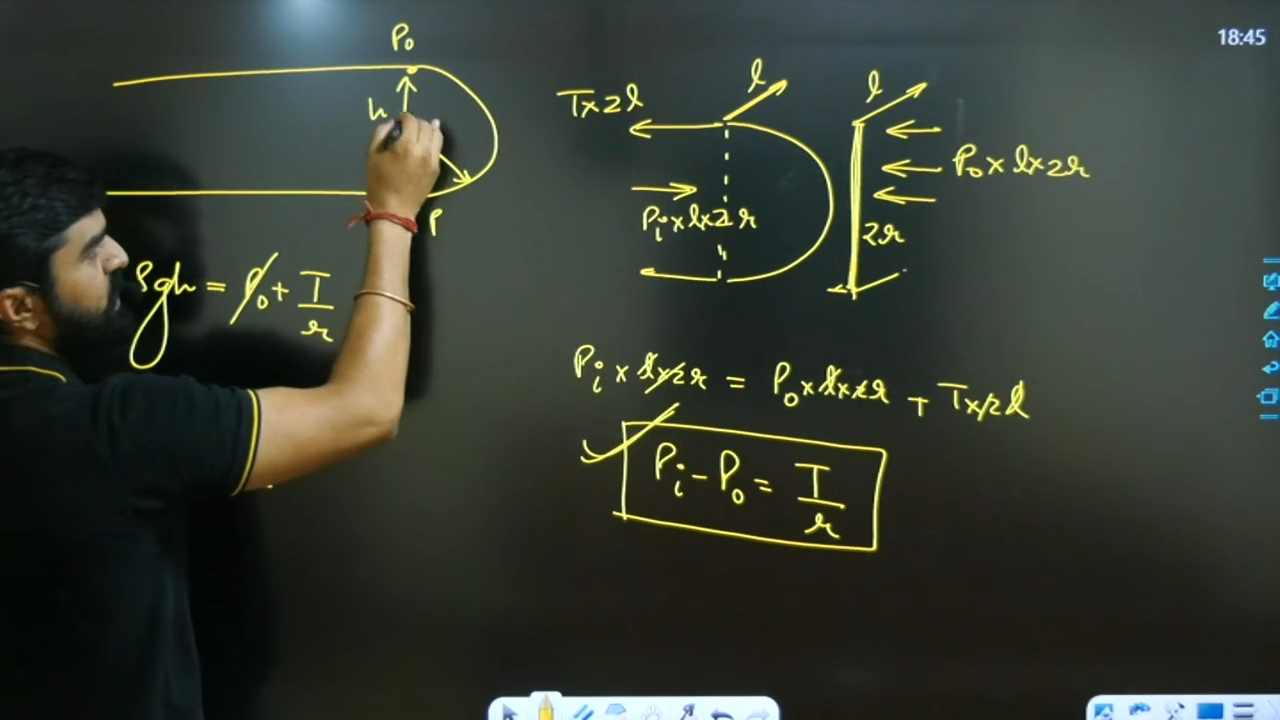 18:45
P₀
h
P
ρgh = P₀ + T/r
T×2l
l
l
P₀×l×2r
Pᵢ×l×2r
2r
Pᵢ×l×2r = P₀×l×2r + T×2l
Pᵢ-P₀ = T/r